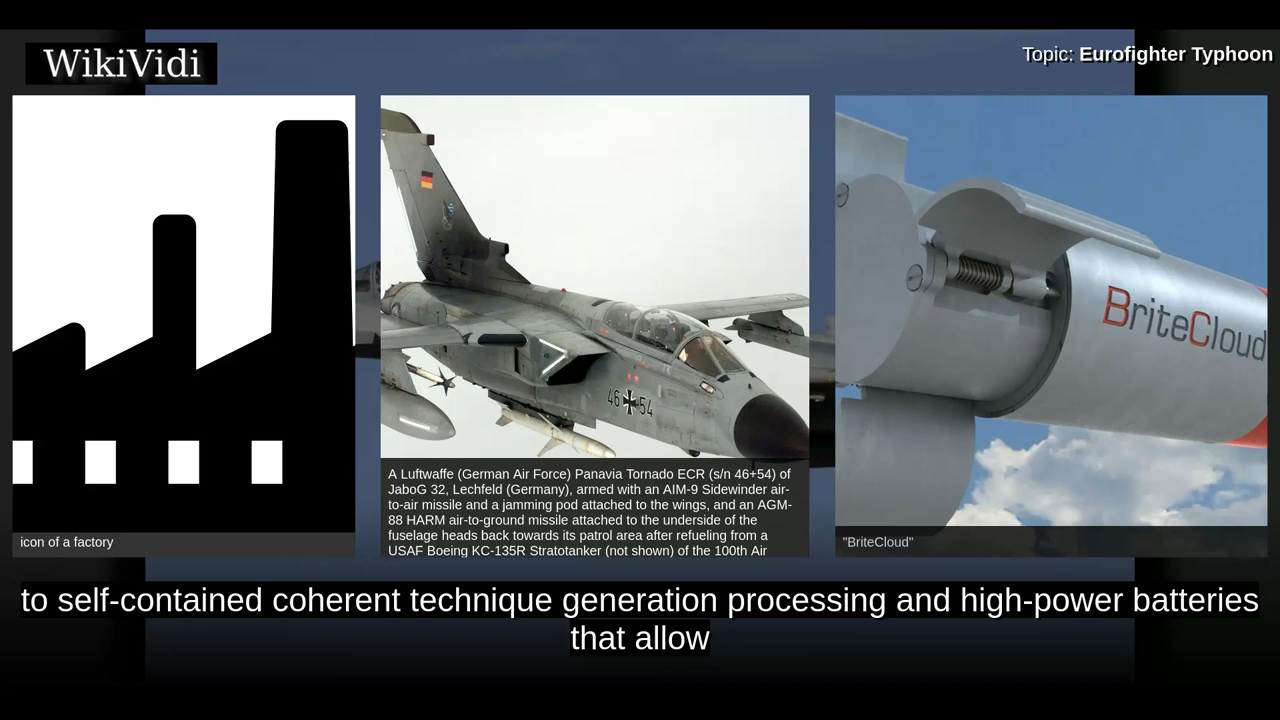 WikiVidi
Topic: Eurofighter Typhoon
46 54
BriteCloud
icon of a factory
A Luftwaffe (German Air Force) Panavia Tornado ECR (s/n 46+54) of
JaboG 32, Lechfeld (Germany), armed with an AIM-9 Sidewinder air-
to-air missile and a jamming pod attached to the wings, and an AGM-
88 HARM air-to-ground missile attached to the underside of the
fuselage heads back towards its patrol area after refueling from a
USAF Boeing KC-135R Stratotanker (not shown) of the 100th Air
"BriteCloud"
to self-contained coherent technique generation processing and high-power batteries
that allow